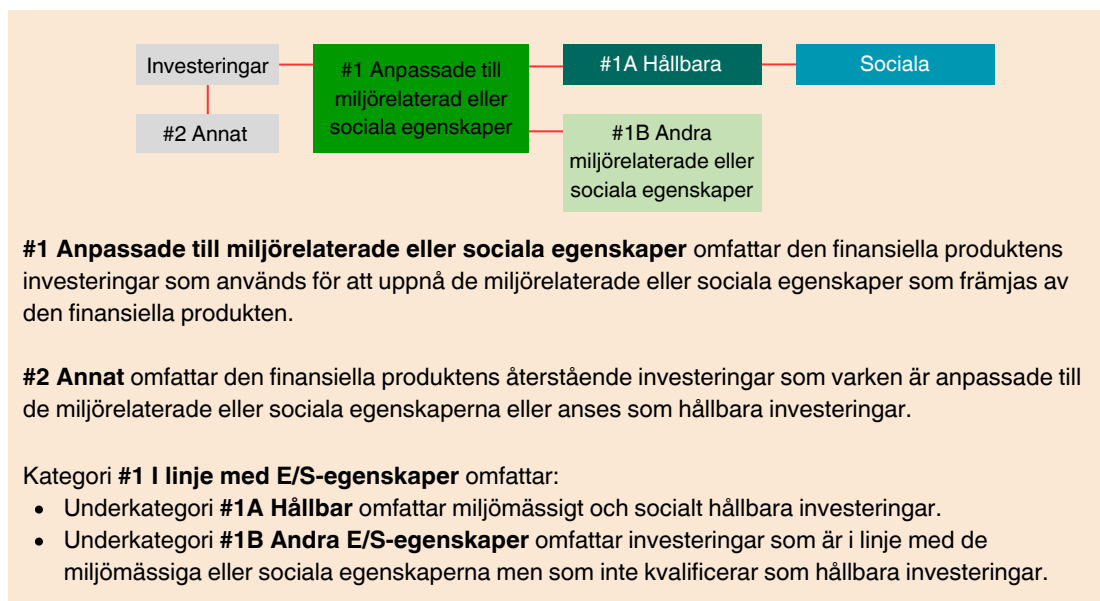 Investeringar
#2 Annat
#1 Anpassade till
miljörelaterad eller
sociala egenskaper
#1A Hållbara
Sociala
#1B Andra
miljörelaterade eller
sociala egenskaper
#1 Anpassade till miljörelaterade eller sociala egenskaper omfattar den finansiella produktens
investeringar som används för att uppnå de miljörelaterade eller sociala egenskaper som främjas av
den finansiella produkten.
#2 Annat omfattar den finansiella produktens återstående investeringar som varken är anpassade till
de miljörelaterade eller sociala egenskaperna eller anses som hållbara investeringar.
Kategori #1 I linje med E/S-egenskaper omfattar:
• Underkategori #1A Hållbar omfattar miljömässigt och socialt hållbara investeringar.
• Underkategori #1B Andra E/S-egenskaper omfattar investeringar som är i linje med de
miljömässiga eller sociala egenskaperna men som inte kvalificerar som hållbara investeringar.